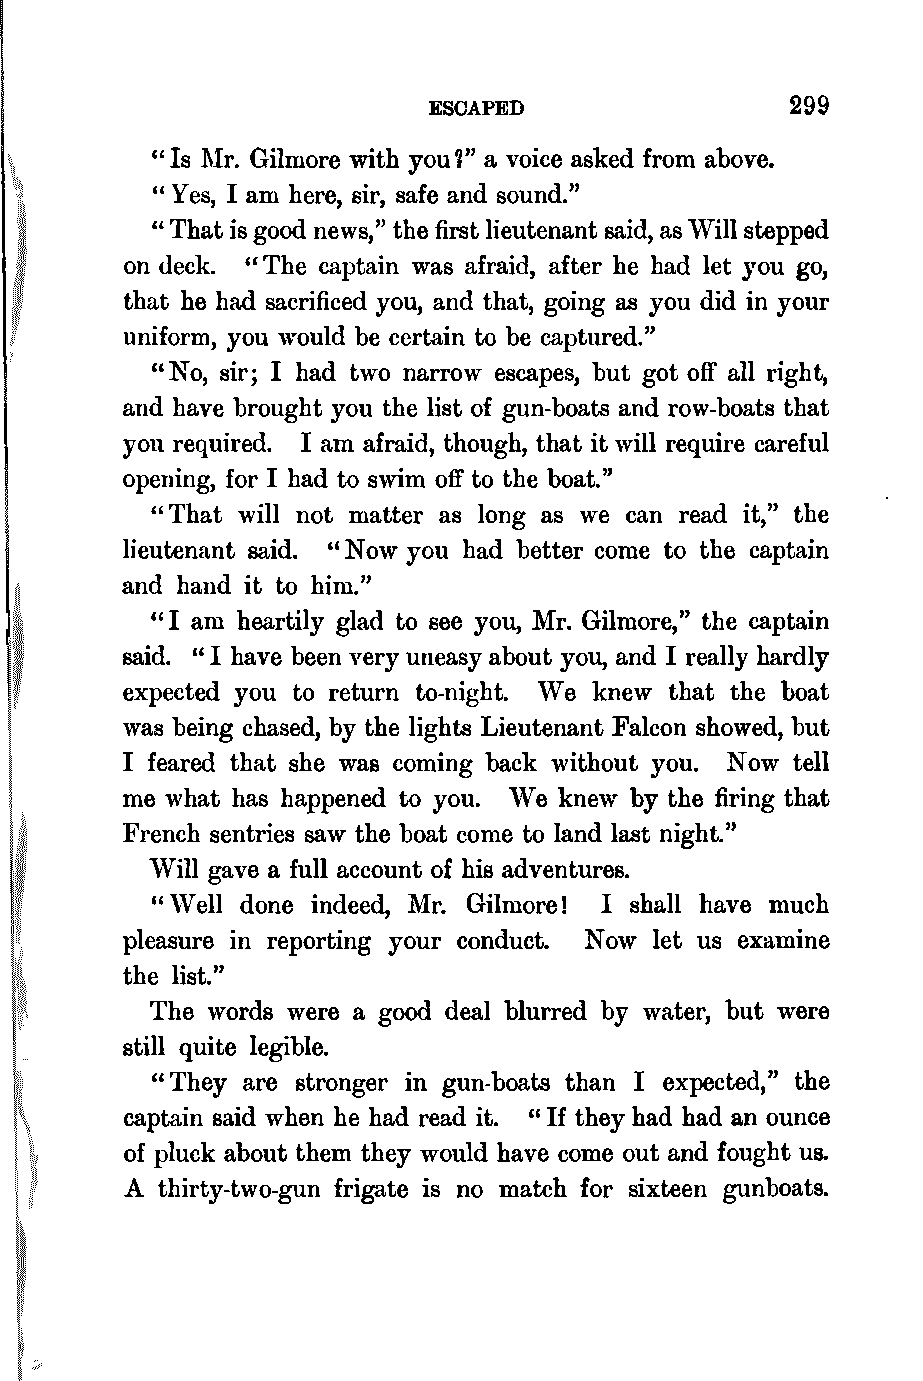 ESCAPED 299
"Is Mr. Gilmore with you?" a voice asked from above.
"Yes, I am here, sir, safe and sound."
"That is good news," the first lieutenant said, as Will stepped
on deck. "The captain was afraid, after he had let you go,
that he had sacrificed you, and that, going as you did in your
uniform, you would be certain to be captured."
"No, sir; I had two narrow escapes, but got off all right,
and have brought you the list of gun-boats and row-boats that
you required. I am afraid, though, that it will require careful
opening, for I had to swim off to the boat."
"That will not matter as long as we can read it," the
lieutenant said. "Now you had better come to the captain
and hand it to him."
"I am heartily glad to see you, Mr. Gilmore," the captain
said. "I have been very uneasy about you, and I really hardly
expected you to return to-night. We knew that the boat
was being chased, by the lights Lieutenant Falcon showed, but
I feared that she was coming back without you. Now tell
me what has happened to you. We knew by the firing that
French sentries saw the boat come to land last night."
Will gave a full account of his adventures.
"Well done indeed, Mr. Gilmore! I shall have much
pleasure in reporting your conduct. Now let us examine
the list."
The words were a good deal blurred by water, but were
still quite legible.
"They are stronger in gun-boats than I expected," the
captain said when he had read it. "If they had had an ounce
of pluck about them they would have come out and fought us.
A thirty-two-gun frigate is no match for sixteen gunboats.